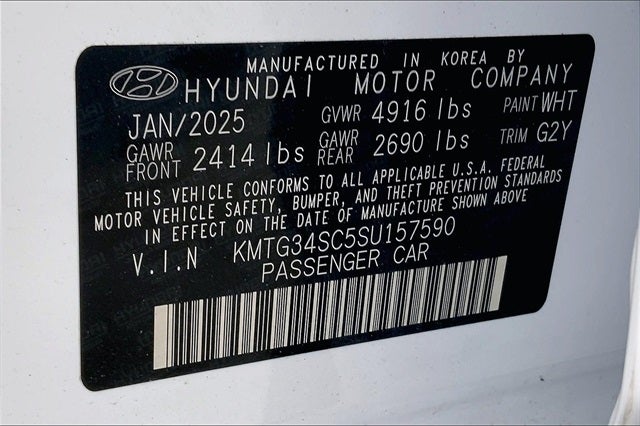 MANUFACTURED IN KOREA BY
HYUNDAI MOTOR COMPANY
JAN/2025 GVWR 4916 lbs PAINT WHT
GAWR FRONT 2414 lbs GAWR REAR 2690 lbs TRIM G2Y
THIS VEHICLE CONFORMS TO ALL APPLICABLE U.S.A. FEDERAL
MOTOR VEHICLE SAFETY, BUMPER, AND THEFT PREVENTION STANDARDS
IN EFFECT ON THE DATE OF MANUFACTURE SHOWN ABOVE
V.I.N KMTG34SC5SU157590
PASSENGER CAR